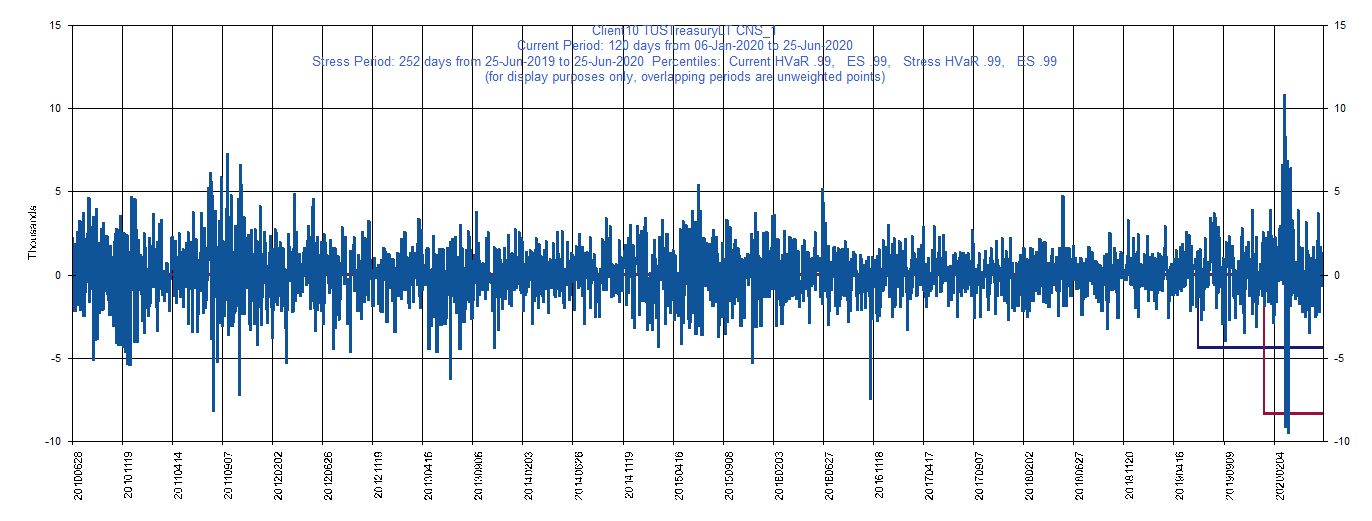 Client10 TUSTreasuryLT CNS_1
Current Period: 120 days from 06-Jan-2020 to 25-Jun-2020
Stress Period: 252 days from 25-Jun-2019 to 25-Jun-2020 Percentiles: Current HVaR .99, ES .99, Stress HVaR .99, ES .99
(for display purposes only, overlapping periods are unweighted points)
15 15
10 10
5 5
Thousands
0 0
-5 -5
-10 -10
20100628 20101119 20110414 20110907 20120202 20120626 20121119 20130416 20130906 20140203 20140626 20141119 20150416 20150908 20160203 20160627 20161118 20170417 20170907 20180202 20180627 20181120 20190416 20190909 20200204